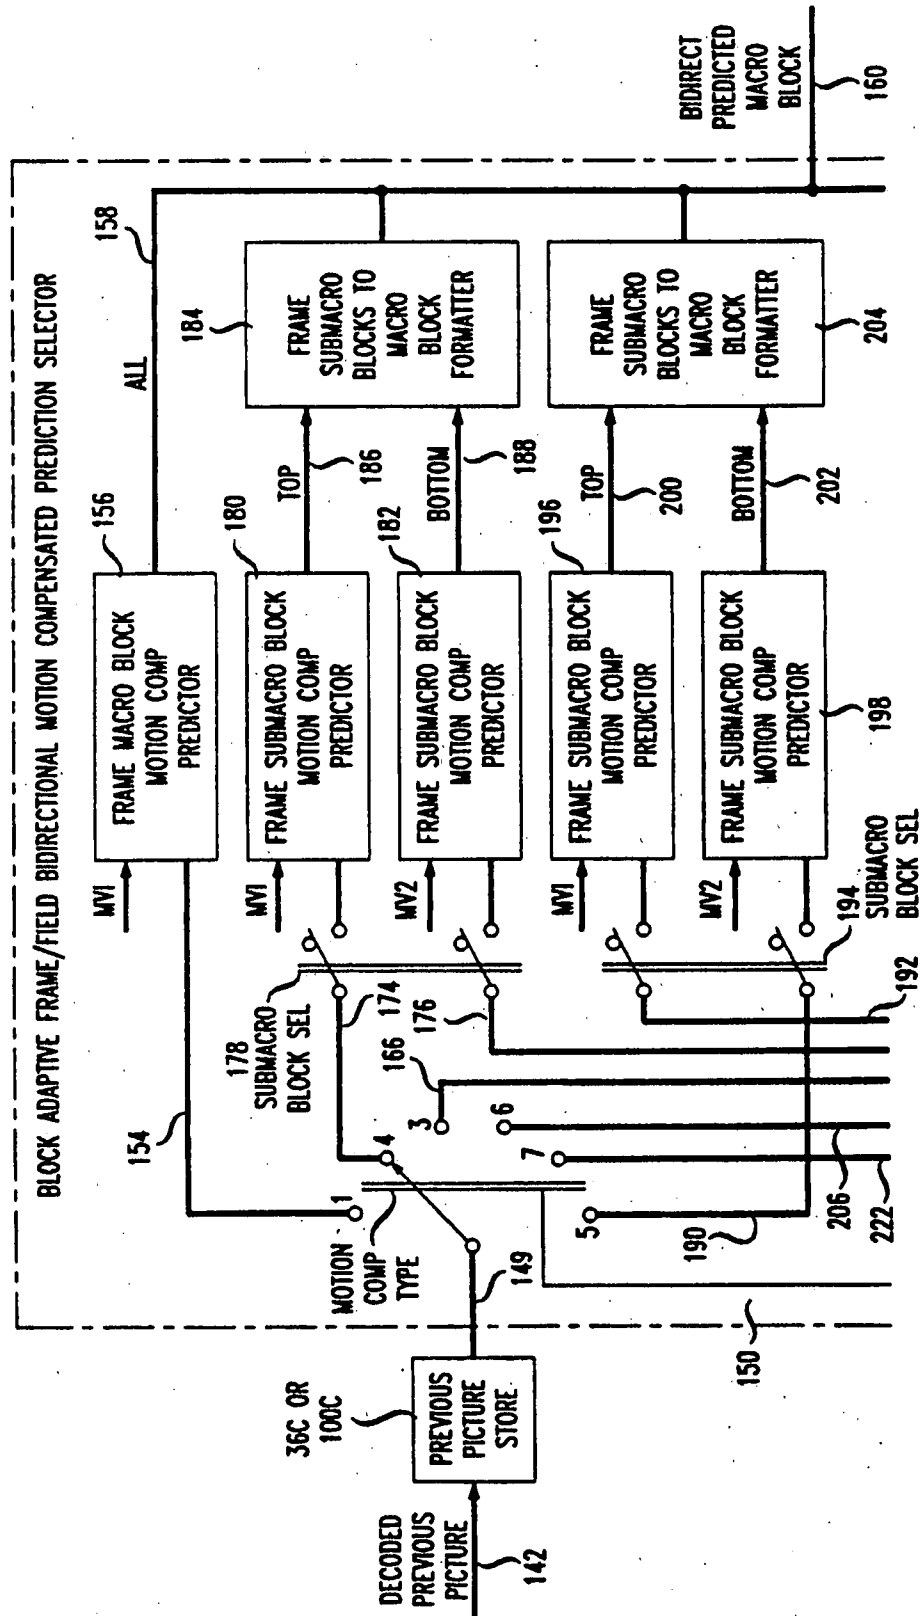 BLOCK ADAPTIVE FRAME/FIELD BIDIRECTIONAL MOTION COMPENSATED PREDICTION SELECTOR
DECODED
PREVIOUS
PICTURE
142
36C OR
100C
PREVIOUS
PICTURE
STORE
149
150
MOTION
COMP
TYPE
1
4
3
6
7
5
154
166
174
176
178
SUBMACRO
BLOCK SEL
190
206
222
192
194
SUBMACRO
BLOCK SEL
MV1
FRAME MACRO BLOCK
MOTION COMP
PREDICTOR
156
ALL
158
MV1
FRAME SUBMACRO BLOCK
MOTION COMP
PREDICTOR
180
TOP
186
MV2
FRAME SUBMACRO BLOCK
MOTION COMP
PREDICTOR
182
BOTTOM
188
184
FRAME
SUBMACRO
BLOCKS TO
MACRO
BLOCK
FORMATTER
MV1
FRAME SUBMACRO BLOCK
MOTION COMP
PREDICTOR
196
TOP
200
MV2
FRAME SUBMACRO BLOCK
MOTION COMP
PREDICTOR
198
BOTTOM
202
FRAME
SUBMACRO
BLOCKS TO
MACRO
BLOCK
FORMATTER
204
BIDIRECT
PREDICTED
MACRO
BLOCK
160